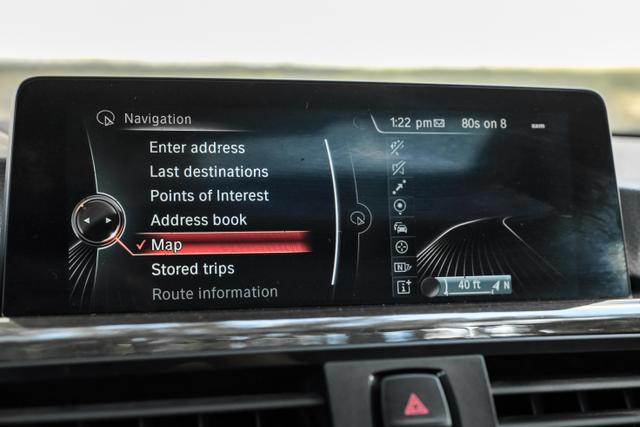 Navigation
1:22 pm
80s on 8
Enter address
Last destinations
Points of Interest
Address book
Map
Stored trips
Route information
40 ft
N